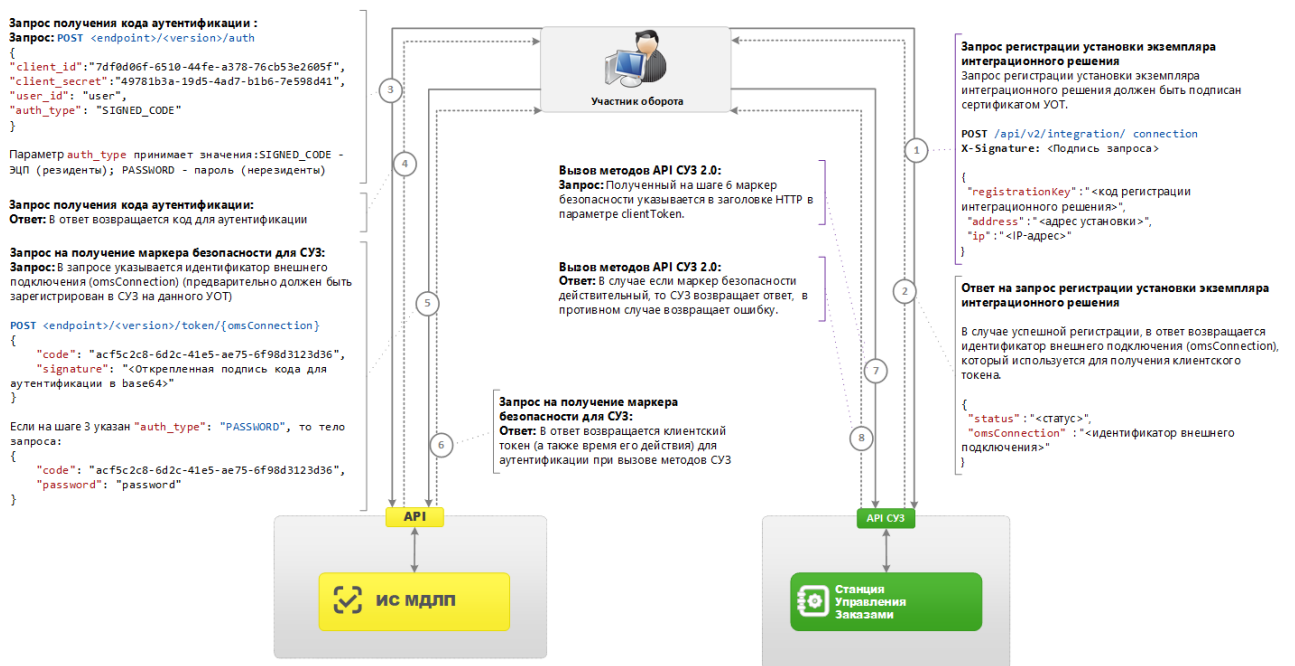 Запрос получения кода аутентификации :
Запрос: POST <endpoint>/<version>/auth
{
"client_id":"7df0d06f-6510-44fe-a378-76cb53e2605f",
"client_secret":"49781b3a-19d5-4ad7-b1b6-7e598d41",
"user_id": "user",
"auth_type": "SIGNED_CODE"
}
Параметр auth_type принимает значения:SIGNED_CODE -
ЭЦП (резиденты); PASSWORD - пароль (нерезиденты)
Запрос получения кода аутентификации:
Ответ: В ответ возвращается код для аутентификации
Запрос на получение маркера безопасности для СУЗ:
Запрос: В запросе указывается идентификатор внешнего
подключения (omsConnection) (предварительно должен быть
зарегистрирован в СУЗ на данного УОТ)
POST <endpoint>/<version>/token/{omsConnection}
{
"code": "acf5c2c8-6d2c-41e5-ae75-6f98d3123d36",
"signature": "<Открепленная подпись кода для
аутентификации в base64>"
}
Если на шаге 3 указан "auth_type": "PASSWORD", то тело
запроса:
{
"code": "acf5c2c8-6d2c-41e5-ae75-6f98d3123d36",
"password": "password"
}
3
4
5
6
Участник оборота
Вызов методов API СУЗ 2.0:
Запрос: Полученный на шаге 6 маркер
безопасности указывается в заголовке HTTP в
параметре clientToken.
Вызов методов API СУЗ 2.0:
Ответ: В случае если маркер безопасности
действительный, то СУЗ возвращает ответ, в
противном случае возвращает ошибку.
Запрос на получение маркера
безопасности для СУЗ:
Ответ: В ответ возвращается клиентский
токен (а также время его действия) для
аутентификации при вызове методов СУЗ
1
2
7
8
Запрос регистрации установки экземпляра
интеграционного решения
Запрос регистрации установки экземпляра
интеграционного решения должен быть подписан
сертификатом УОТ.
POST /api/v2/integration/ connection
X-Signature: <Подпись запроса>
{
"registrationKey":"<код регистрации
интеграционного решения>",
"address":"<адрес установки>",
"ip":"<IP-адрес>"
}
Ответ на запрос регистрации установки экземпляра
интеграционного решения
В случае успешной регистрации, в ответ возвращается
идентификатор внешнего подключения (omsConnection),
который используется для получения клиентского
токена.
{
"status":"<статус>",
"omsConnection" :"<идентификатор внешнего
подключения>"
}
API
ИС МДЛП
API СУЗ
Станция
Управления
Заказами